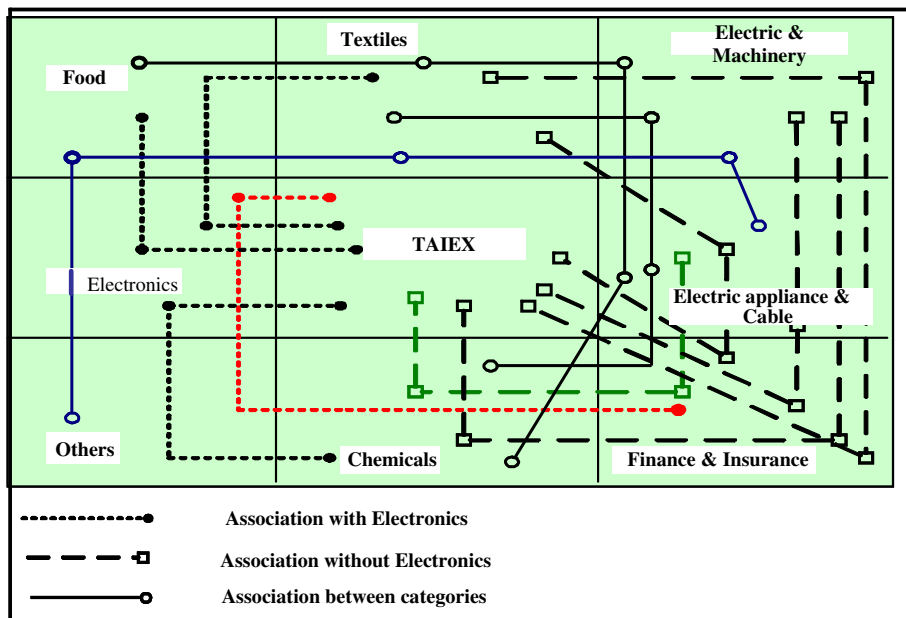 Textiles
Electric &
Machinery
Food
TAIEX
Electronics
Electric appliance &
Cable
Others
Chemicals
Finance & Insurance
Association with Electronics
Association without Electronics
Association between categories